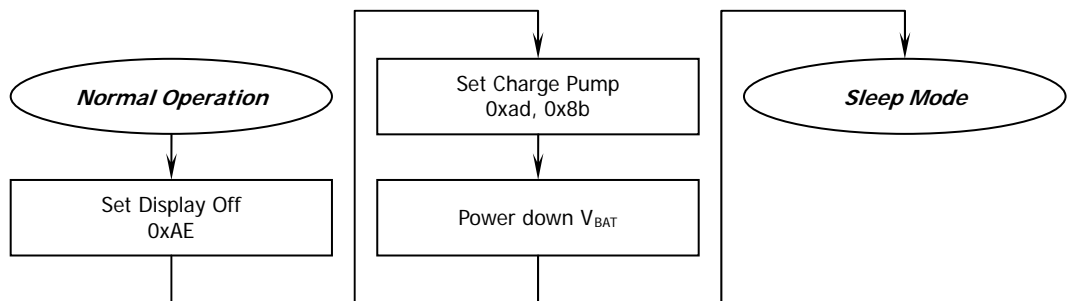 Normal Operation
Set Display Off
0xAE
Set Charge Pump
0xad, 0x8b
Power down VBAT
Sleep Mode